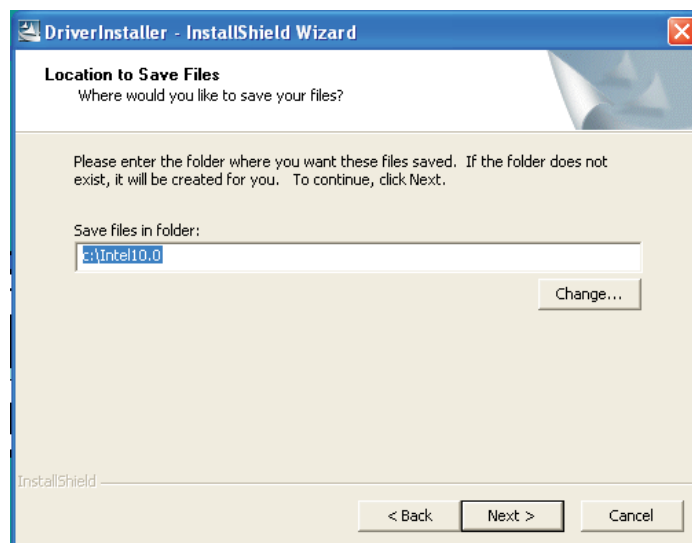 DriverInstaller - InstallShield Wizard
Location to Save Files
Where would you like to save your files?
Please enter the folder where you want these files saved.  If the folder does not
exist, it will be created for you.   To continue, click Next.
Save files in folder:
c:\Intel10.0
Change...
InstallShield
< Back
Next >
Cancel